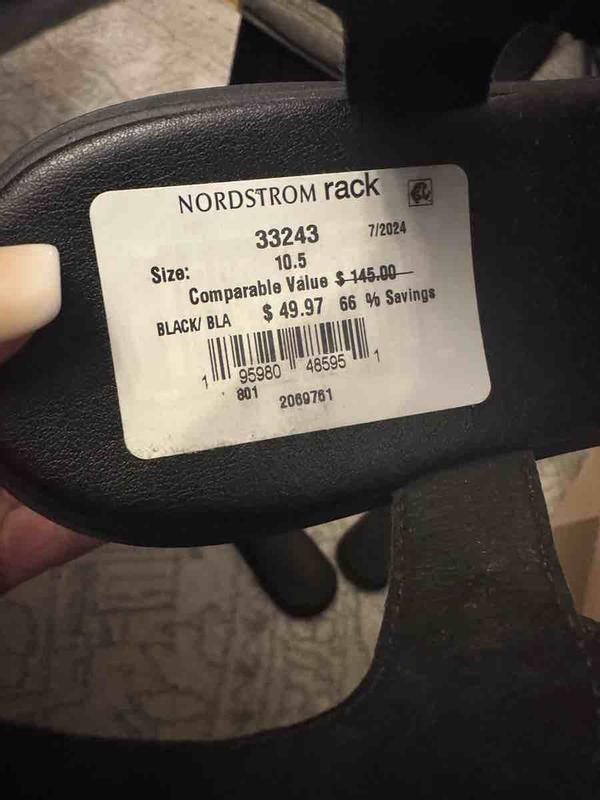 NORDSTROM rack
33243 7/2024
Size: 10.5
Comparable Value $ 145.00
BLACK/ BLA $ 49.97 66 % Savings
1 95980 48595 1
801 2069761